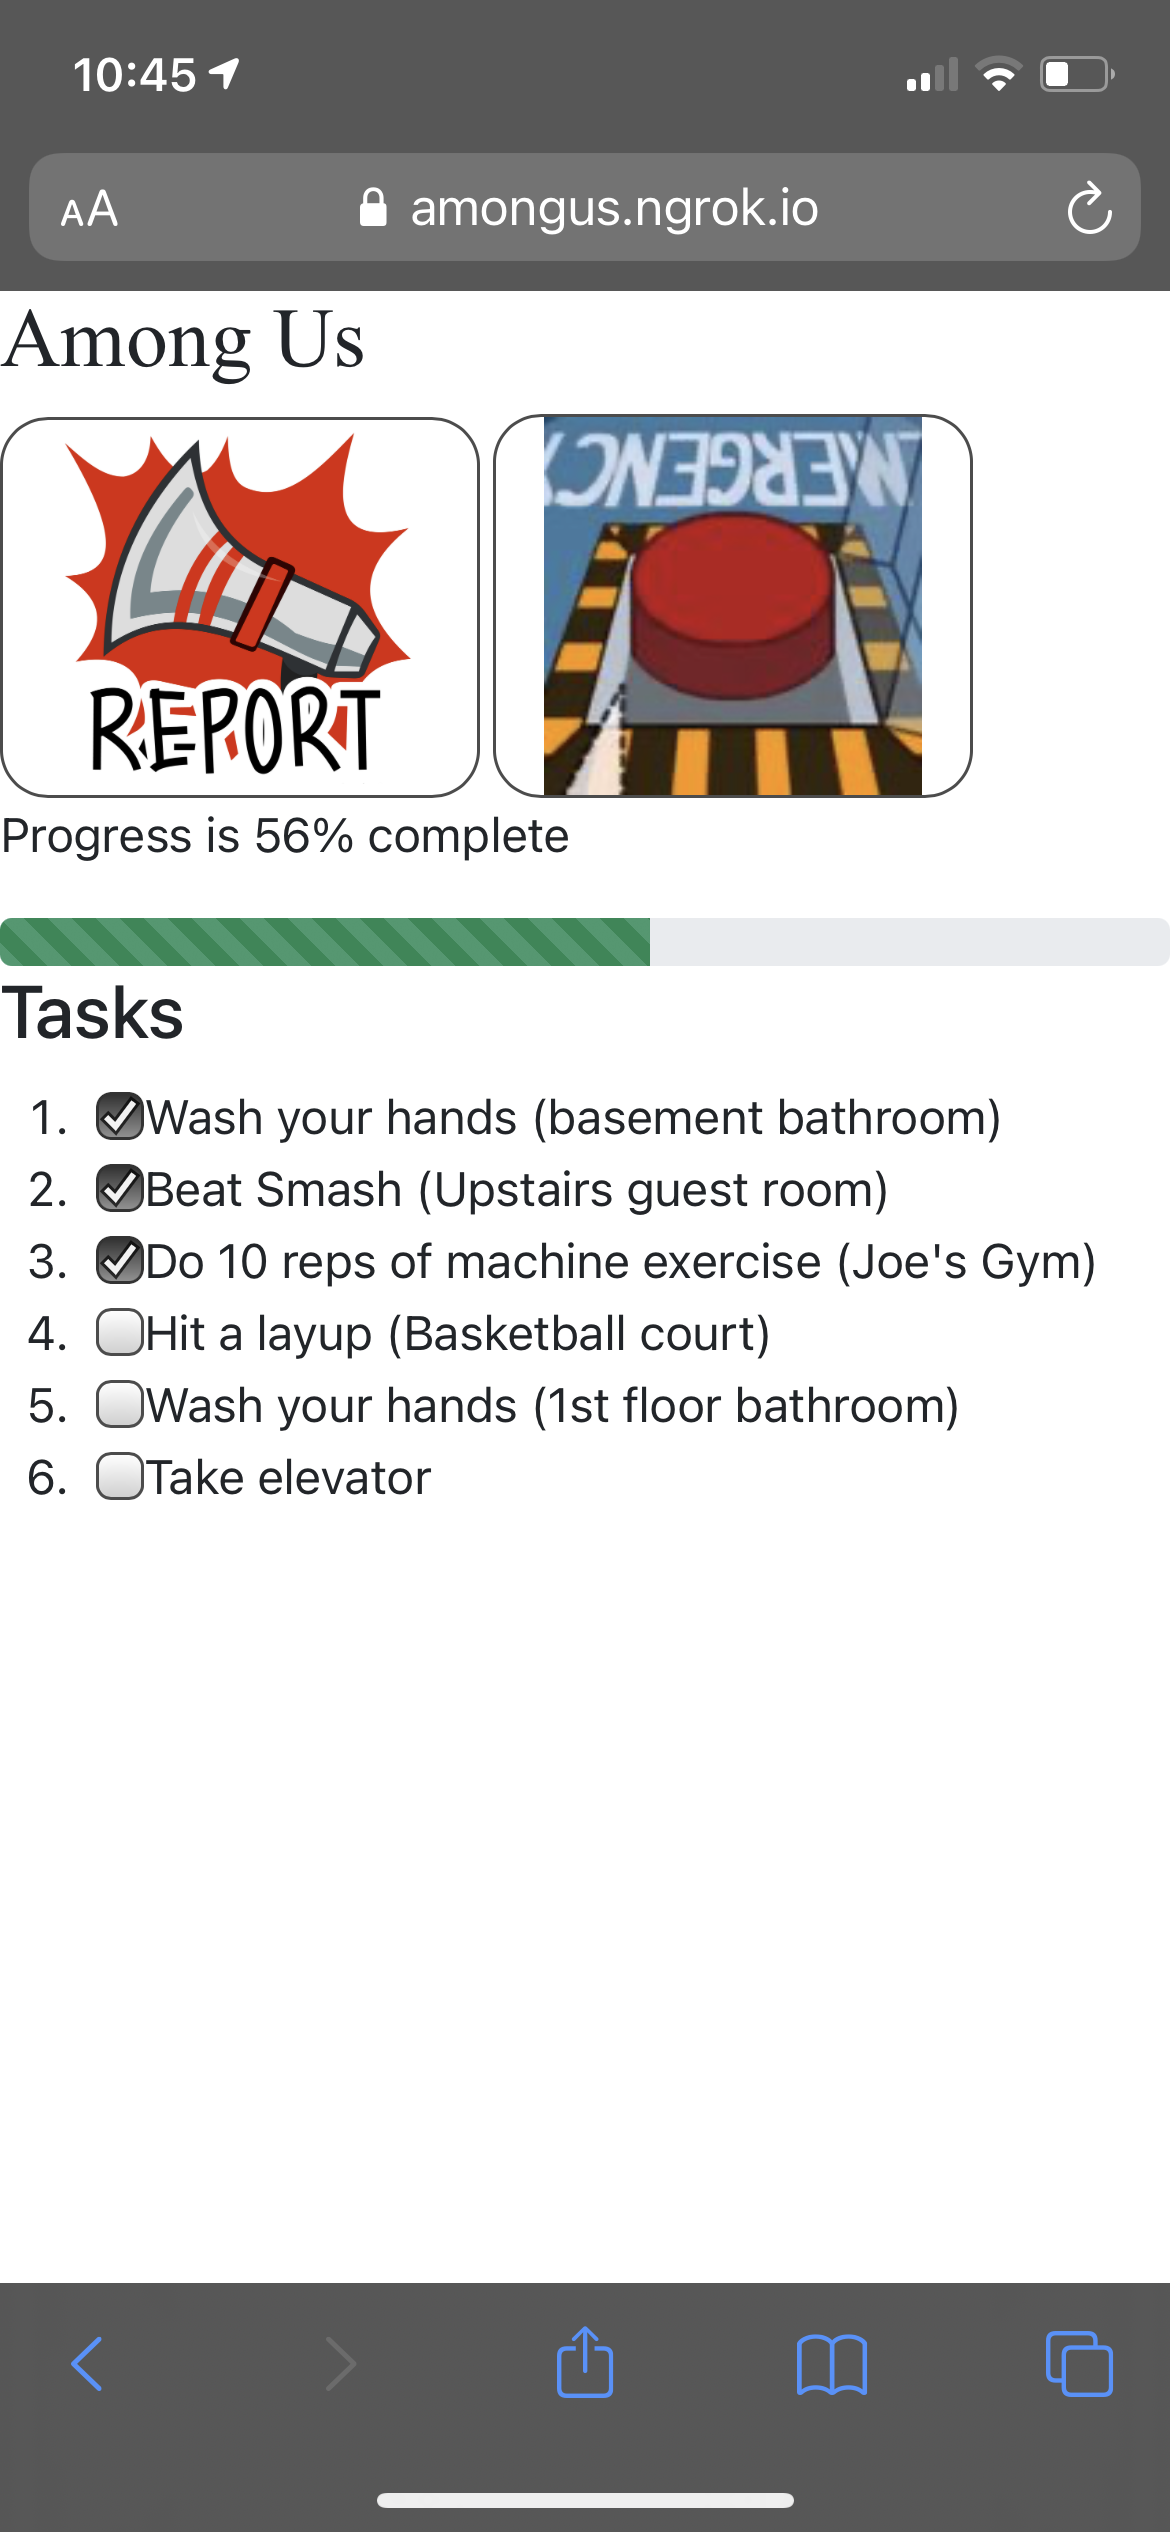 10:45
AA amongus.ngrok.io
Among Us
REPORT
EMERGENCY
Progress is 56% complete
Tasks
1. Wash your hands (basement bathroom)
2. Beat Smash (Upstairs guest room)
3. Do 10 reps of machine exercise (Joe's Gym)
4. Hit a layup (Basketball court)
5. Wash your hands (1st floor bathroom)
6. Take elevator